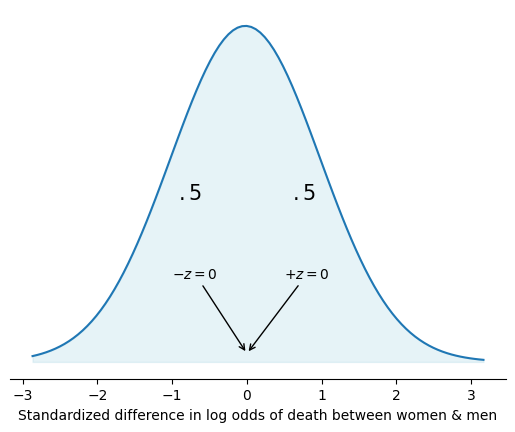 .5 .5
−z = 0 +z = 0
−3 −2 −1 0 1 2 3
Standardized difference in log odds of death between women & men